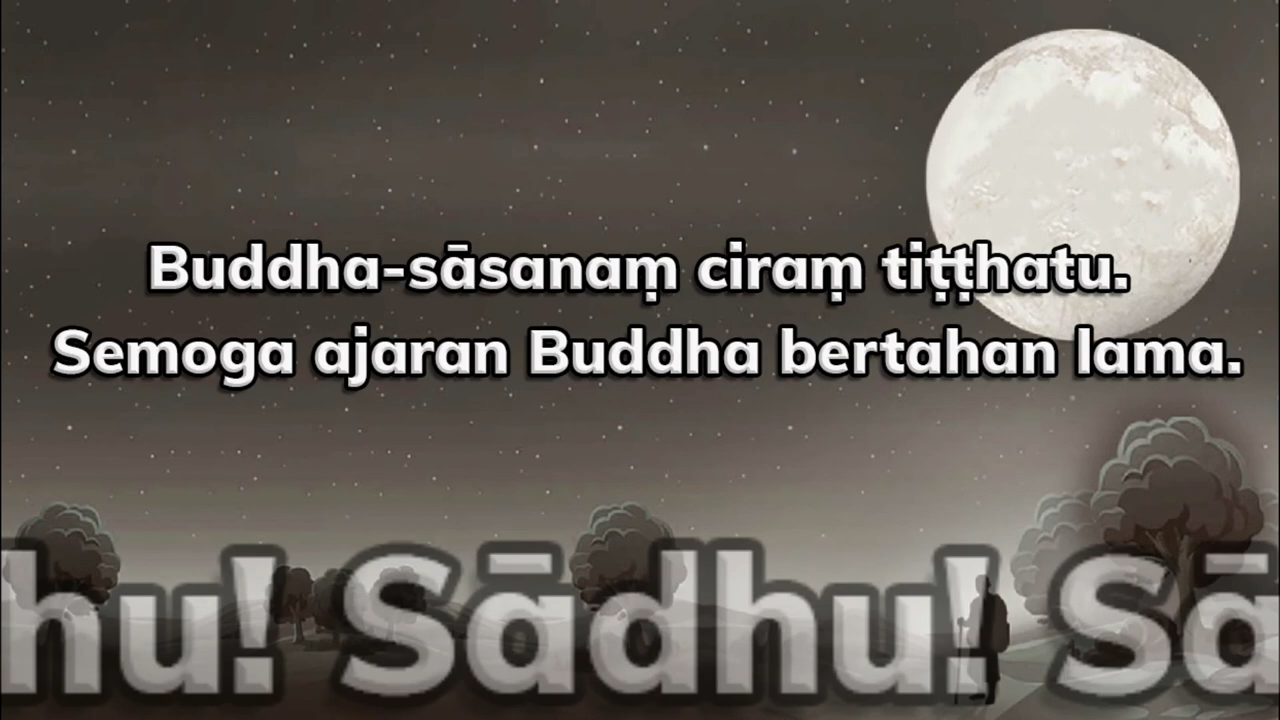 Buddha-sāsanaṃ ciraṃ tiṭṭhatu.
Semoga ajaran Buddha bertahan lama.
hu! Sādhu! Sā